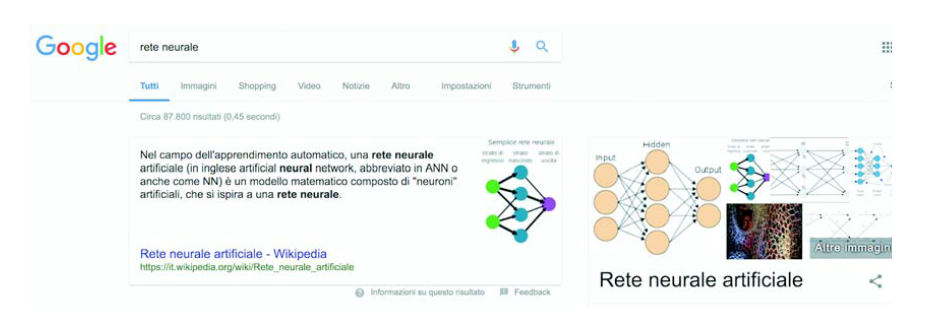 Google
rete neurale
Tutti Immagini Shopping Video Notizie Altro Impostazioni Strumenti
Circa 87.800 risultati (0,45 secondi)
Nel campo dell'apprendimento automatico, una rete neurale
artificiale (in inglese artificial neural network, abbreviato in ANN o
anche come NN) è un modello matematico composto di "neuroni"
artificiali, che si ispira a una rete neurale.
Semplice rete neurale
strato di ingresso strato nascosto strato di uscita
Rete neurale artificiale - Wikipedia
https://it.wikipedia.org/wiki/Rete_neurale_artificiale
Informazioni su questo risultato Feedback
Input
Hidden
Output
Altre immagin
Rete neurale artificiale